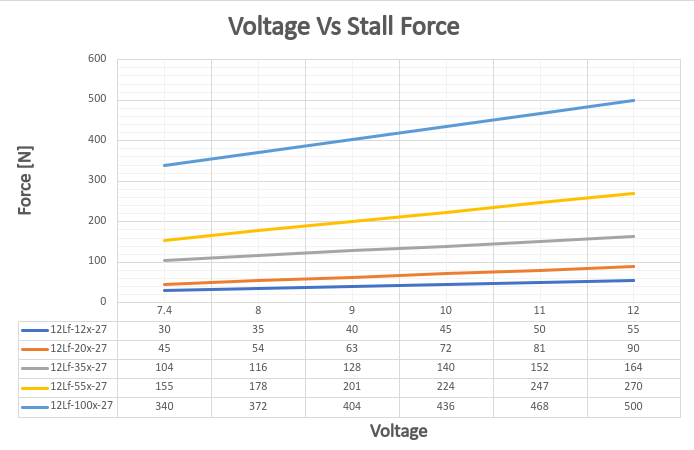 Voltage Vs Stall Force
600
500
400
300
200
100
0
Force [N]
7.4 8 9 10 11 12
12Lf-12x-27 30 35 40 45 50 55
12Lf-20x-27 45 54 63 72 81 90
12Lf-35x-27 104 116 128 140 152 164
12Lf-55x-27 155 178 201 224 247 270
12Lf-100x-27 340 372 404 436 468 500
Voltage